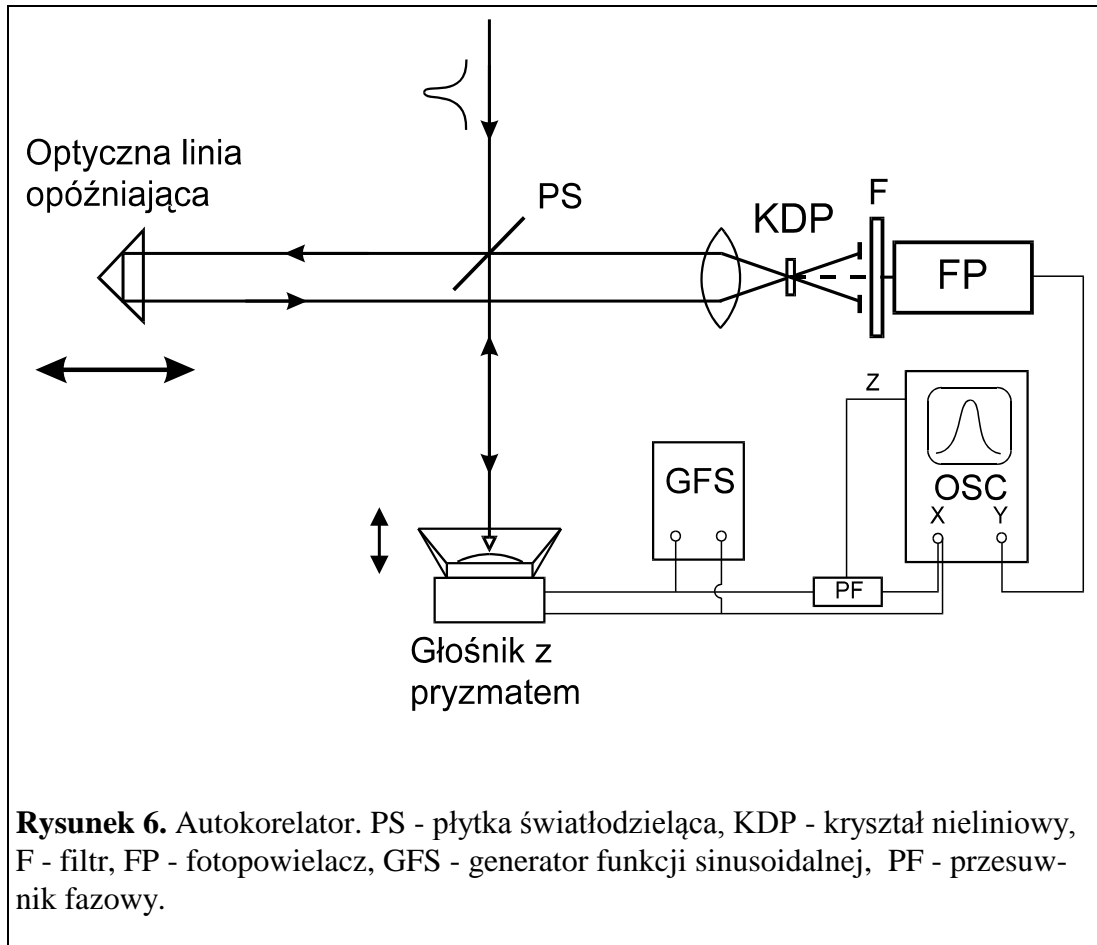 Optyczna linia
opóźniająca
PS
KDP
F
FP
Z
GFS
OSC
X Y
PF
Głośnik z
pryzmatem
Rysunek 6. Autokorelator. PS - płytka światłodzieląca, KDP - kryształ nieliniowy,
F - filtr, FP - fotopowielacz, GFS - generator funkcji sinusoidalnej, PF - przesuw-
nik fazowy.